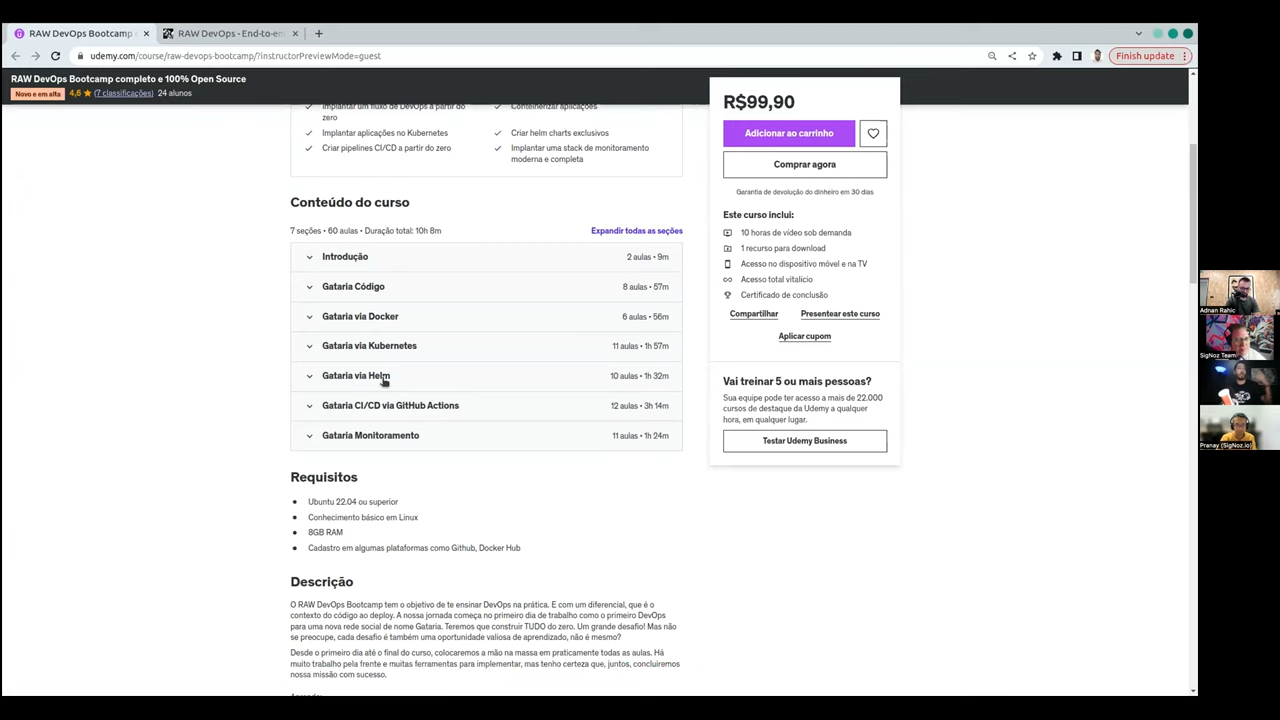 RAW DevOps Bootcamp
RAW DevOps - End-to-en
udemy.com/course/raw-devops-bootcamp/?instructorPreviewMode=guest
Finish update
RAW DevOps Bootcamp completo e 100% Open Source
Novo e em alta 4,6 (7 classificações) 24 alunos
Implantar um fluxo de DevOps a partir do
zero
Conteinerizar aplicações
Implantar aplicações no Kubernetes
Criar helm charts exclusivos
Criar pipelines CI/CD a partir do zero
Implantar uma stack de monitoramento
moderna e completa
Conteúdo do curso
7 seções • 60 aulas • Duração total: 10h 8m
Expandir todas as seções
Introdução 2 aulas • 9m
Gataria Código 8 aulas • 57m
Gataria via Docker 6 aulas • 56m
Gataria via Kubernetes 11 aulas • 1h 57m
Gataria via Helm 10 aulas • 1h 32m
Gataria CI/CD via GitHub Actions 12 aulas • 3h 14m
Gataria Monitoramento 11 aulas • 1h 24m
Requisitos
Ubuntu 22.04 ou superior
Conhecimento básico em Linux
8GB RAM
Cadastro em algumas plataformas como Github, Docker Hub
Descrição
O RAW DevOps Bootcamp tem o objetivo de te ensinar DevOps na prática. E com um diferencial, que é o
contexto do código ao deploy. A nossa jornada começa no primeiro dia de trabalho como o primeiro DevOps
para uma nova rede social de nome Gataria. Teremos que construir TUDO do zero. Um grande desafio! Mas não
se preocupe, cada desafio é também uma oportunidade valiosa de aprendizado, não é mesmo?
Desde o primeiro dia até o final do curso, colocaremos a mão na massa em praticamente todas as aulas. Há
muito trabalho pela frente e muitas ferramentas para implementar, mas tenho certeza que, juntos, concluiremos
nossa missão com sucesso.
R$99,90
Adicionar ao carrinho
Comprar agora
Garantia de devolução do dinheiro em 30 dias
Este curso inclui:
10 horas de vídeo sob demanda
1 recurso para download
Acesso no dispositivo móvel e na TV
Acesso total vitalício
Certificado de conclusão
Compartilhar
Presentear este curso
Aplicar cupom
Vai treinar 5 ou mais pessoas?
Sua equipe pode ter acesso a mais de 22.000
cursos de destaque da Udemy a qualquer
hora, em qualquer lugar.
Testar Udemy Business
Adnan Rahic
SigNoz Team
Pranay (SigNoz.io)